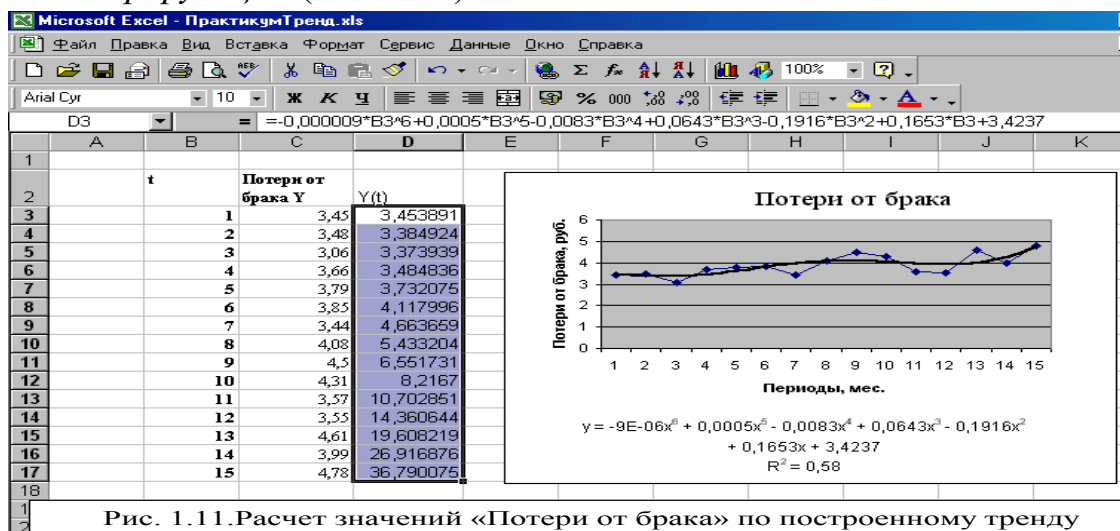 Microsoft Excel - ПрактикумТренд.xls
Файл Правка Вид Вставка Формат Сервис Данные Окно Справка
100%
Arial Cyr 10 Ж К Ч % 000
D3 = =-0,000009*B3^6+0,0005*B3^5-0,0083*B3^4+0,0643*B3^3-0,1916*B3^2+0,1653*B3+3,4237
A B C D E F G H I J K
1
2 t Потери от брака Y Y(t)
3 1 3,45 3,453891
4 2 3,48 3,384924
5 3 3,06 3,373939
6 4 3,66 3,484836
7 5 3,79 3,732075
8 6 3,85 4,117996
9 7 3,44 4,663659
10 8 4,08 5,433204
11 9 4,5 6,551731
12 10 4,31 8,2167
13 11 3,57 10,702851
14 12 3,55 14,360644
15 13 4,61 19,608219
16 14 3,99 26,916876
17 15 4,78 36,790075
18
Потери от брака
Потери от брака, руб.
6
5
4
3
2
1
0
1 2 3 4 5 6 7 8 9 10 11 12 13 14 15
Периоды, мес.
y = -9E-06x⁶ + 0,0005x⁵ - 0,0083x⁴ + 0,0643x³ - 0,1916x²
+ 0,1653x + 3,4237
R² = 0,58
Рис. 1.11.Расчет значений «Потери от брака» по построенному тренду